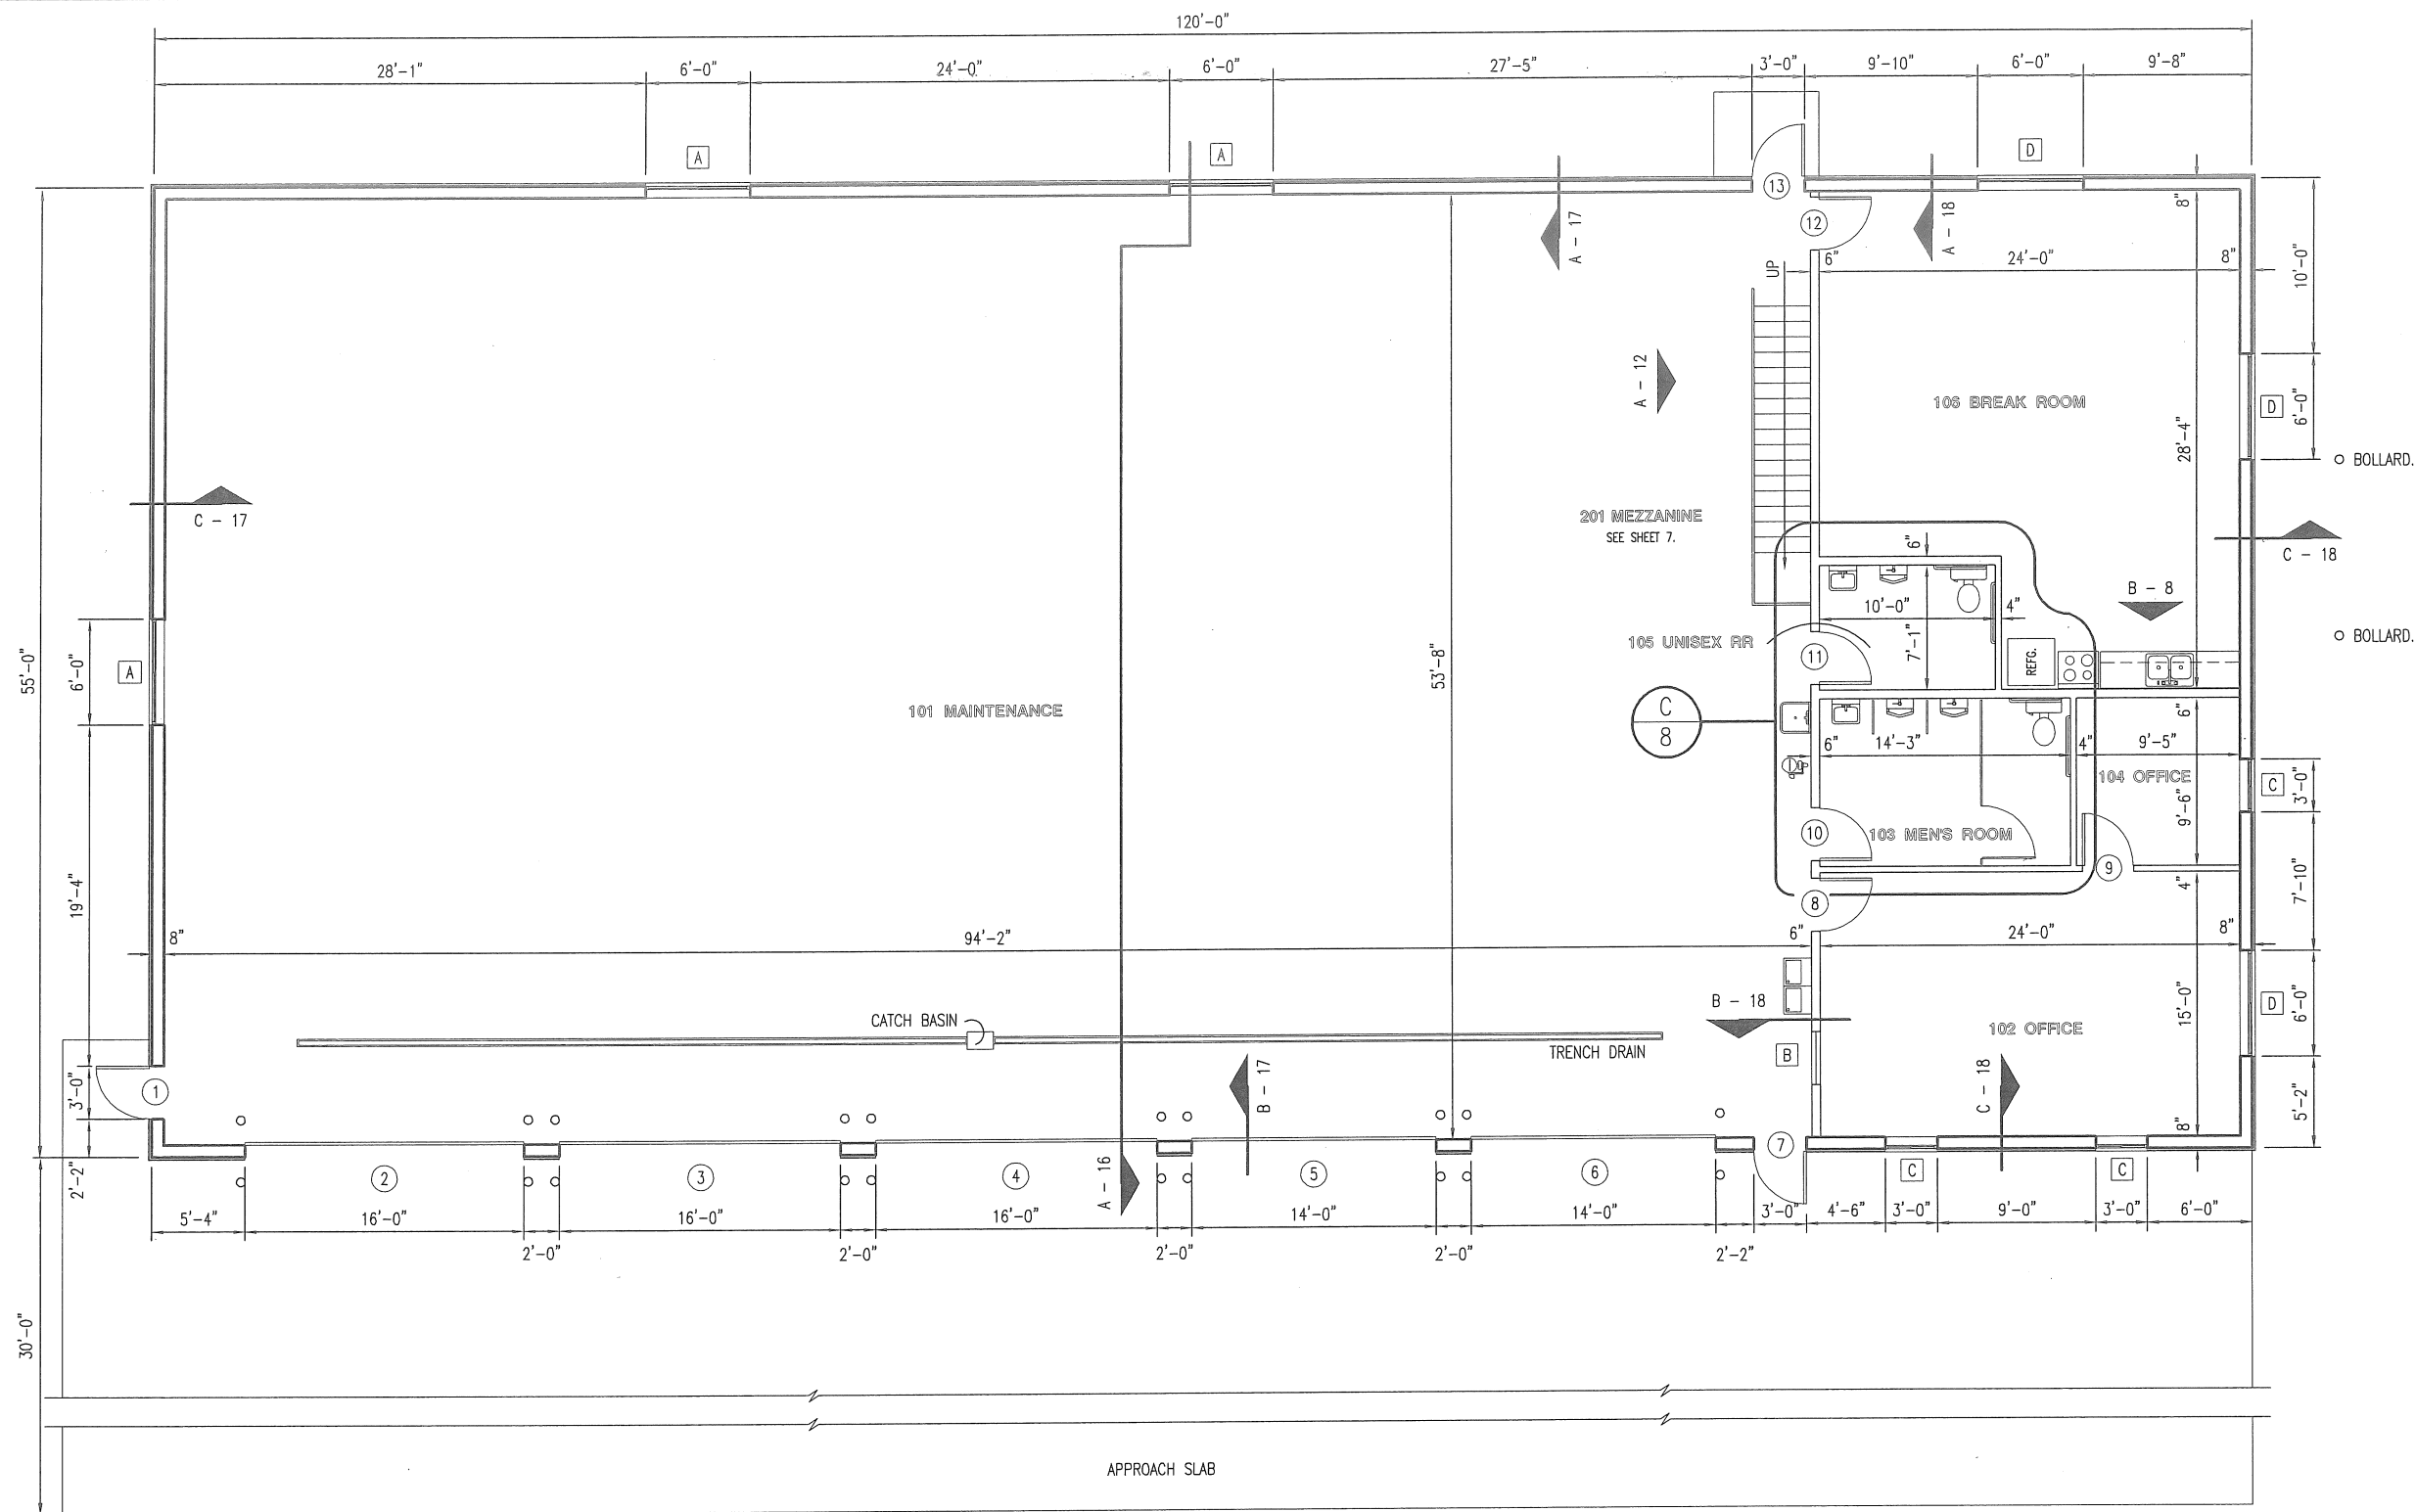 120'-0"
28'-1" 6'-0" 24'-0" 6'-0" 27'-5" 3'-0" 9'-10" 6'-0" 9'-8"
A A D
13
12
A - 17
A - 18
8"
6" 24'-0" 8"
10'-0"
UP
A - 12
106 BREAK ROOM
D
6'-0"
28'-4"
BOLLARD.
C - 17
201 MEZZANINE
SEE SHEET 7.
6"
C - 18
B - 8
10'-0" 4"
BOLLARD.
105 UNISEX RR
7'-1"
11
REFG.
55'-0"
6'-0"
A
53'-8"
101 MAINTENANCE
C
8
6" 14'-3" 4" 9'-5"
6"
104 OFFICE
C
3'-0"
9'-6"
10
103 MEN'S ROOM
9
19'-4"
7'-10"
4"
8
8" 94'-2" 6" 24'-0" 8"
B - 18
D
6'-0"
15'-0"
CATCH BASIN
102 OFFICE
TRENCH DRAIN
B
3'-0"
1
B - 17
C - 18
5'-2"
8"
7
2'-2"
2 3 4 5 6
A - 16
C C
5'-4" 16'-0" 16'-0" 16'-0" 14'-0" 14'-0" 3'-0" 4'-6" 3'-0" 9'-0" 3'-0" 6'-0"
2'-0" 2'-0" 2'-0" 2'-0" 2'-2"
30'-0"
APPROACH SLAB